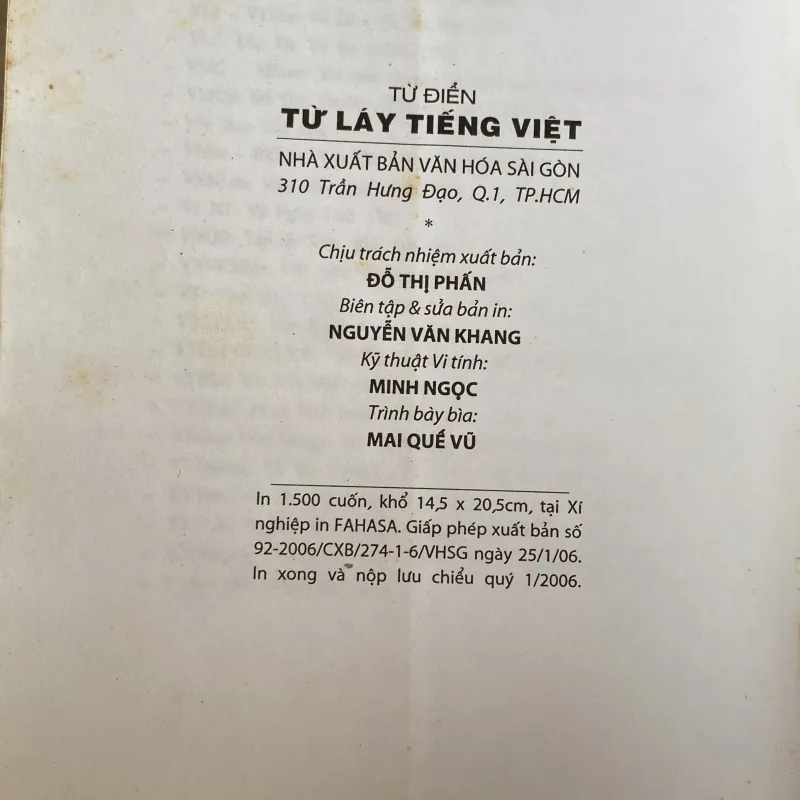 TỪ ĐIỂN
TỪ LÁY TIẾNG VIỆT
NHÀ XUẤT BẢN VĂN HÓA SÀI GÒN
310 Trần Hưng Đạo, Q.1, TP.HCM
*
Chịu trách nhiệm xuất bản:
ĐỖ THỊ PHẤN
Biên tập & sửa bản in:
NGUYỄN VĂN KHANG
Kỹ thuật Vi tính:
MINH NGỌC
Trình bày bìa:
MAI QUẾ VŨ
In 1.500 cuốn, khổ 14,5 x 20,5cm, tại Xí
nghiệp in FAHASA. Giấp phép xuất bản số
92-2006/CXB/274-1-6/VHSG ngày 25/1/06.
In xong và nộp lưu chiểu quý 1/2006.